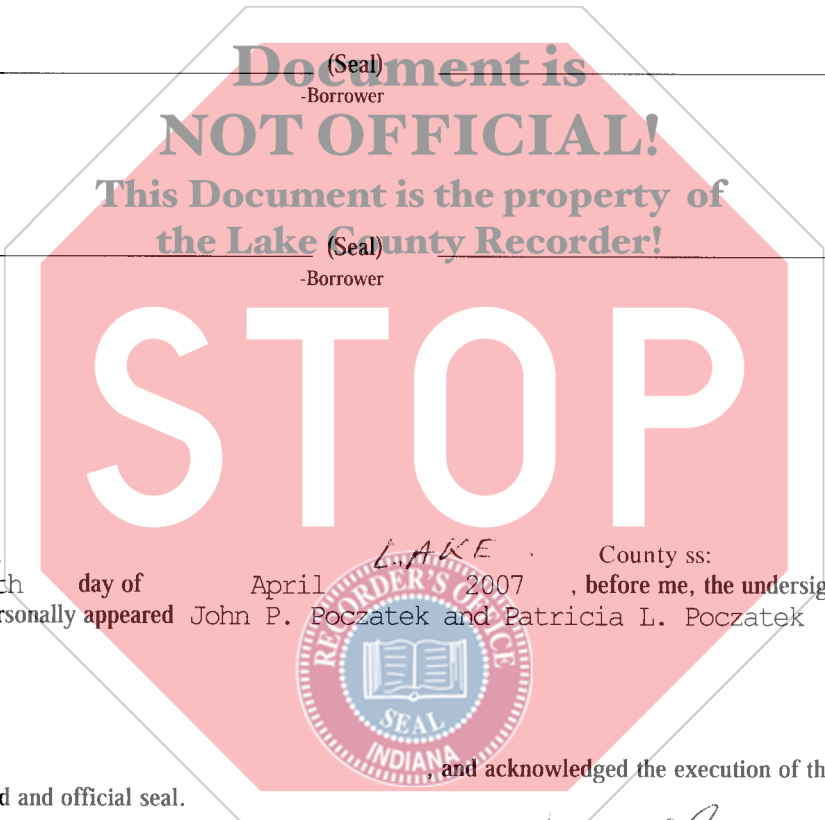 Document is
(Seal)
-Borrower
NOT OFFICIAL!
This Document is the property of
the Lake County Recorder!
(Seal)
-Borrower
STOP
LAKE County ss:
th day of April 2007 , before me, the undersig
rsonally appeared John P. Poczatek and Patricia L. Poczatek
RECORDER'S OFFICE
SEAL
INDIANA
, and acknowledged the execution of th
d and official seal.